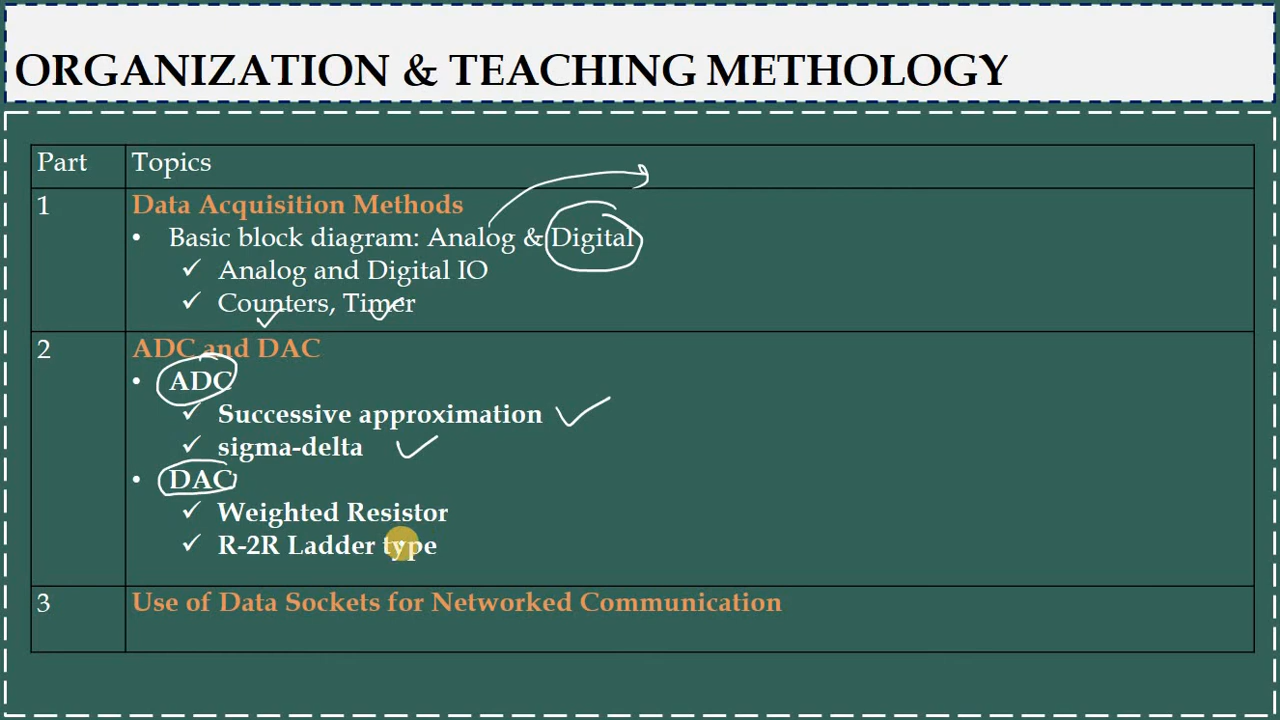 ORGANIZATION & TEACHING METHOLOGY
Part Topics
1 Data Acquisition Methods
• Basic block diagram: Analog & Digital
✓ Analog and Digital IO
✓ Counters, Timer
2 ADC and DAC
• ADC
✓ Successive approximation
✓ sigma-delta
• DAC
✓ Weighted Resistor
✓ R-2R Ladder type
3 Use of Data Sockets for Networked Communication